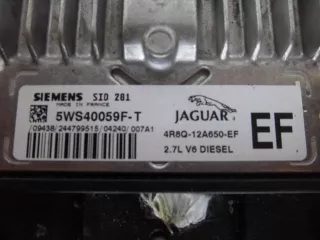 SIEMENS SID 201
MADE IN FRANCE
5WS40059F-T
/09438/244799515/04240/007A1
JAGUAR
4R8Q-12A650-EF
2.7L V6 DIESEL
EF